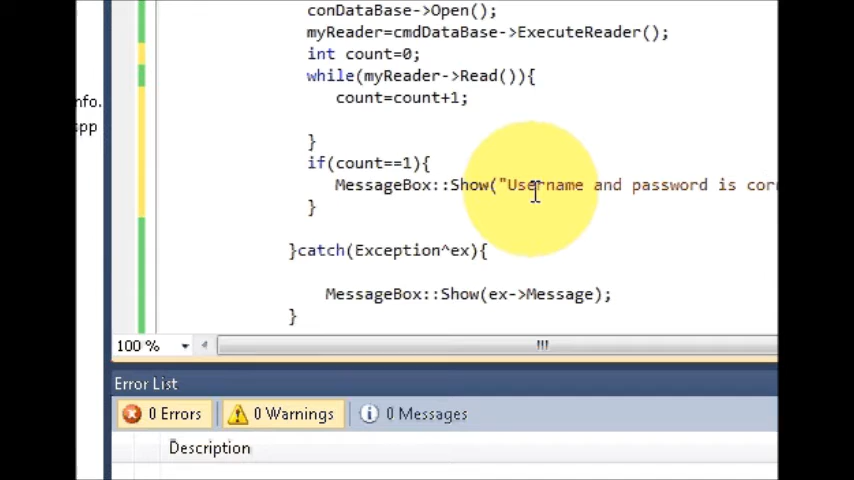 conDataBase->Open();
myReader=cmdDataBase->ExecuteReader();
int count=0;
while(myReader->Read()){
count=count+1;
}
if(count==1){
MessageBox::Show("Username and password is cor
}
}catch(Exception^ex){
MessageBox::Show(ex->Message);
}
nfo.
pp
100 %
Error List
0 Errors
0 Warnings
0 Messages
Description